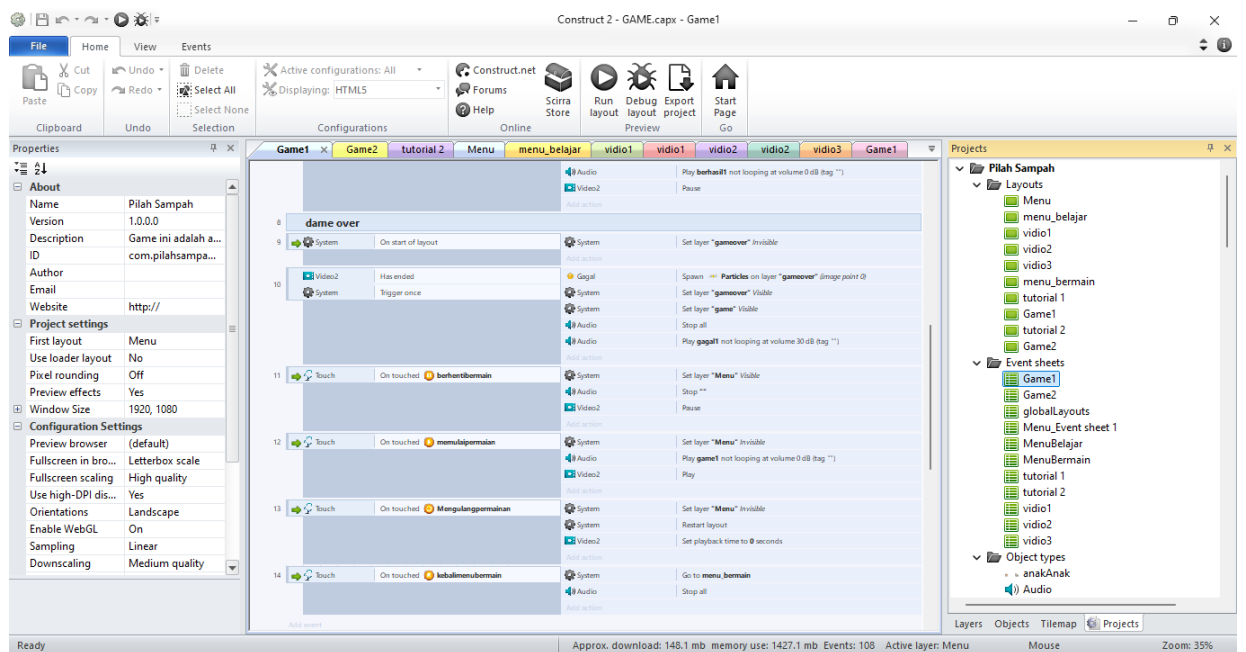 Construct 2 - GAME.capx - Game1
File Home View Events
Paste
Cut
Copy
Clipboard
Undo
Redo
Undo
Delete
Select All
Select None
Selection
Active configurations: All
Displaying: HTML5
Configurations
Construct.net
Forums
Help
Scirra Store
Online
Run layout
Debug layout
Export project
Preview
Start Page
Go
Properties
About
Name Pilah Sampah
Version 1.0.0.0
Description Game ini adalah a...
ID com.pilahsampa...
Author
Email
Website http://
Project settings
First layout Menu
Use loader layout No
Pixel rounding Off
Preview effects Yes
Window Size 1920, 1080
Configuration Settings
Preview browser (default)
Fullscreen in bro... Letterbox scale
Fullscreen scaling High quality
Use high-DPI dis... Yes
Orientations Landscape
Enable WebGL On
Sampling Linear
Downscaling Medium quality
Game1 Game2 tutorial 2 Menu menu_belajar vidio1 vidio1 vidio2 vidio2 vidio3 Game1
Audio Play berhasil1 not looping at volume 0 dB (tag "")
Video2 Pause
Add action
8 dame over
9 System On start of layout System Set layer "gameover" Invisible
Add action
10 Video2 Has ended Gagal Spawn Particles on layer "gameover" (image point 0)
System Trigger once System Set layer "gameover" Visible
System Set layer "game" Visible
Audio Stop all
Audio Play gagal1 not looping at volume 30 dB (tag "")
Add action
11 Touch On touched berhentibermain System Set layer "Menu" Visible
Audio Stop ""
Video2 Pause
Add action
12 Touch On touched memulaipermaian System Set layer "Menu" Invisible
Audio Play game1 not looping at volume 0 dB (tag "")
Video2 Play
Add action
13 Touch On touched Mengulangpermainan System Set layer "Menu" Invisible
System Restart layout
Video2 Set playback time to 0 seconds
Add action
14 Touch On touched kebalimenubermain System Go to menu_bermain
Audio Stop all
Add action
Add event
Projects
Pilah Sampah
Layouts
Menu
menu_belajar
vidio1
vidio2
vidio3
menu_bermain
tutorial 1
Game1
tutorial 2
Game2
Event sheets
Game1
Game2
globalLayouts
Menu_Event sheet 1
MenuBelajar
MenuBermain
tutorial 1
tutorial 2
vidio1
vidio2
vidio3
Object types
anakAnak
Audio
Layers Objects Tilemap Projects
Ready Approx. download: 148.1 mb memory use: 1427.1 mb Events: 108 Active layer: Menu Mouse Zoom: 35%